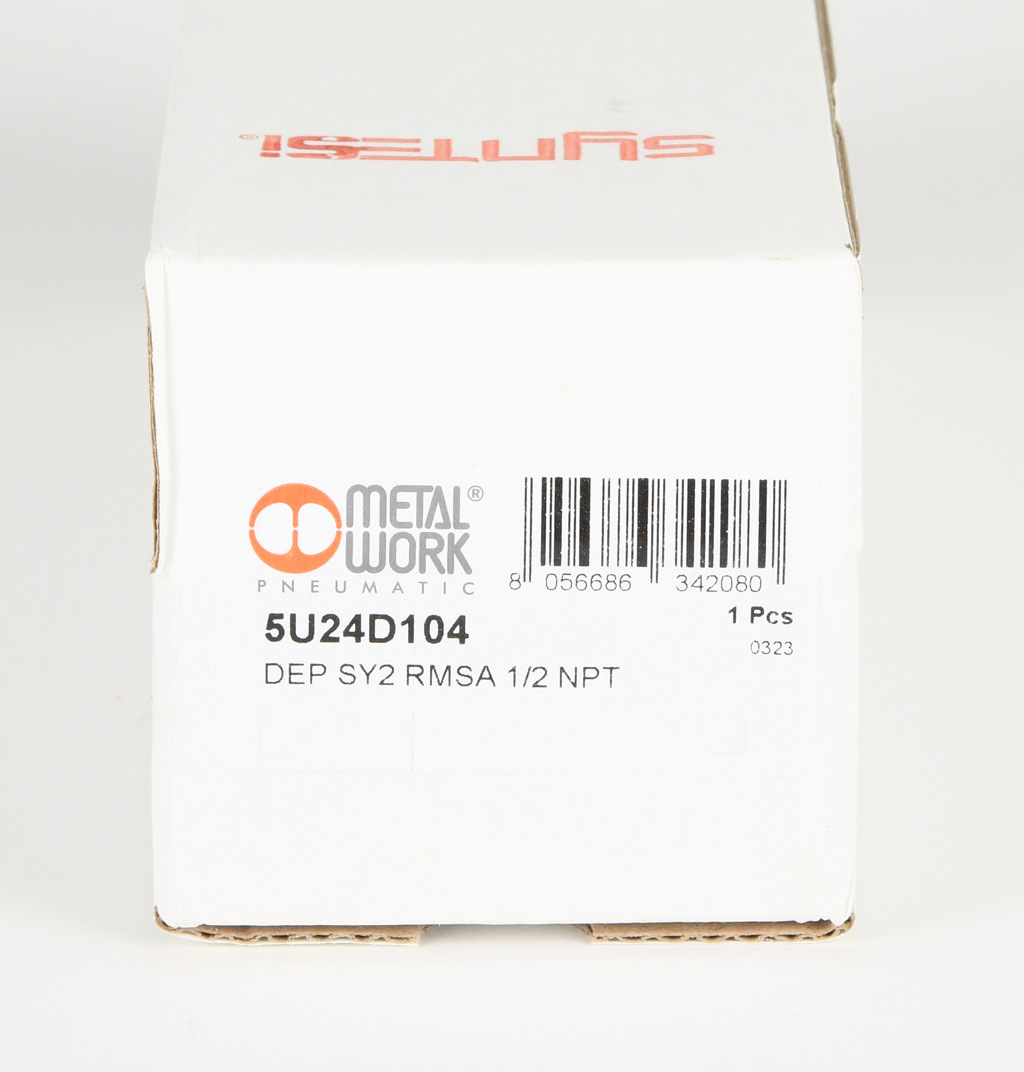 SYNTESI®
METAL®
WORK
PNEUMATIC
8 056686 342080
5U24D104
1 Pcs
0323
DEP SY2 RMSA 1/2 NPT